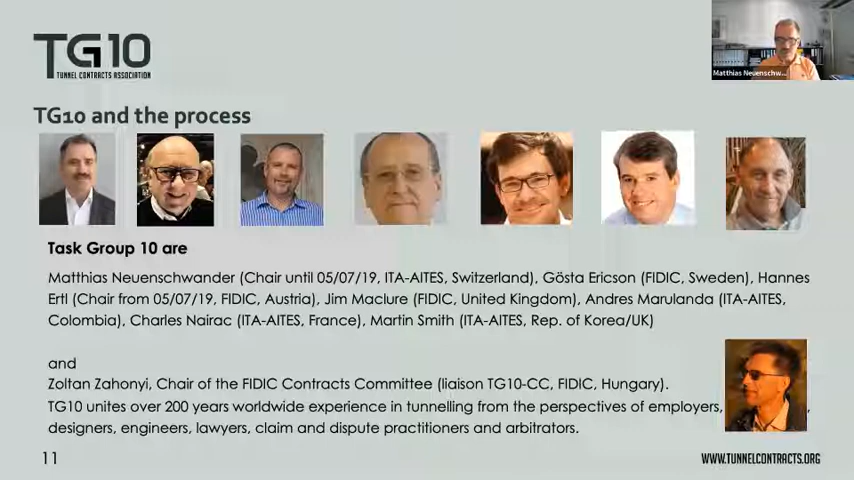 TG10
TUNNEL CONTRACTS ASSOCIATION
Matthias Neuenschw...
TG10 and the process
Task Group 10 are
Matthias Neuenschwander (Chair until 05/07/19, ITA-AITES, Switzerland), Gösta Ericson (FIDIC, Sweden), Hannes
Ertl (Chair from 05/07/19, FIDIC, Austria), Jim Maclure (FIDIC, United Kingdom), Andres Marulanda (ITA-AITES,
Colombia), Charles Nairac (ITA-AITES, France), Martin Smith (ITA-AITES, Rep. of Korea/UK)
and
Zoltan Zahonyi, Chair of the FIDIC Contracts Committee (liaison TG10-CC, FIDIC, Hungary).
TG10 unites over 200 years worldwide experience in tunnelling from the perspectives of employers, ,
designers, engineers, lawyers, claim and dispute practitioners and arbitrators.
11
WWW.TUNNELCONTRACTS.ORG